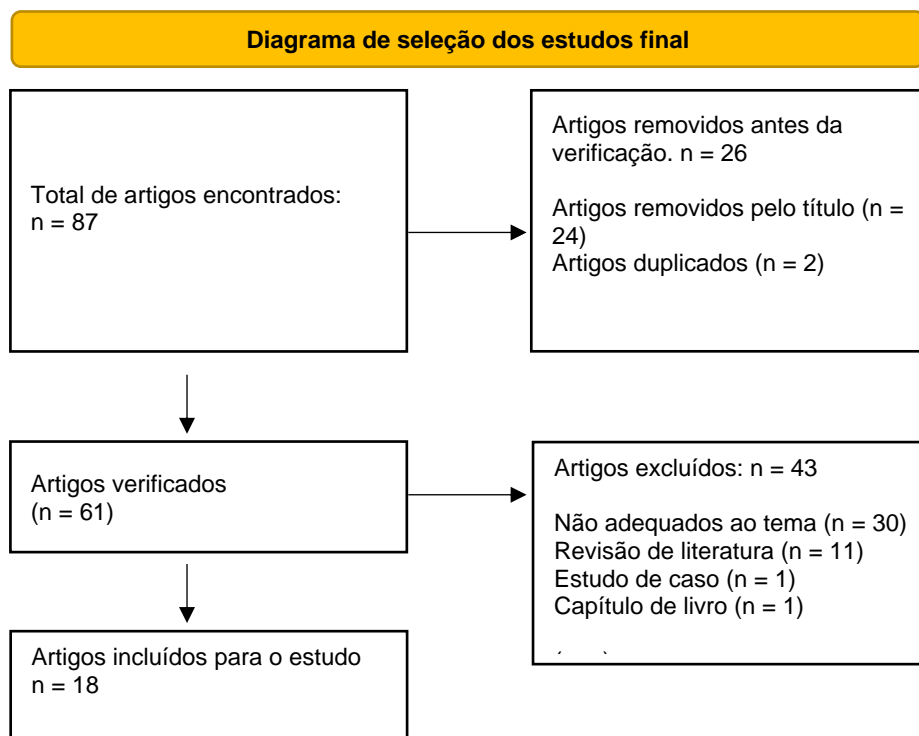 Diagrama de seleção dos estudos final
Total de artigos encontrados:
n = 87
Artigos removidos antes da
verificação. n = 26
Artigos removidos pelo título (n =
24)
Artigos duplicados (n = 2)
Artigos verificados
(n = 61)
Artigos excluídos: n = 43
Não adequados ao tema (n = 30)
Revisão de literatura (n = 11)
Estudo de caso (n = 1)
Capítulo de livro (n = 1)
Artigos incluídos para o estudo
n = 18